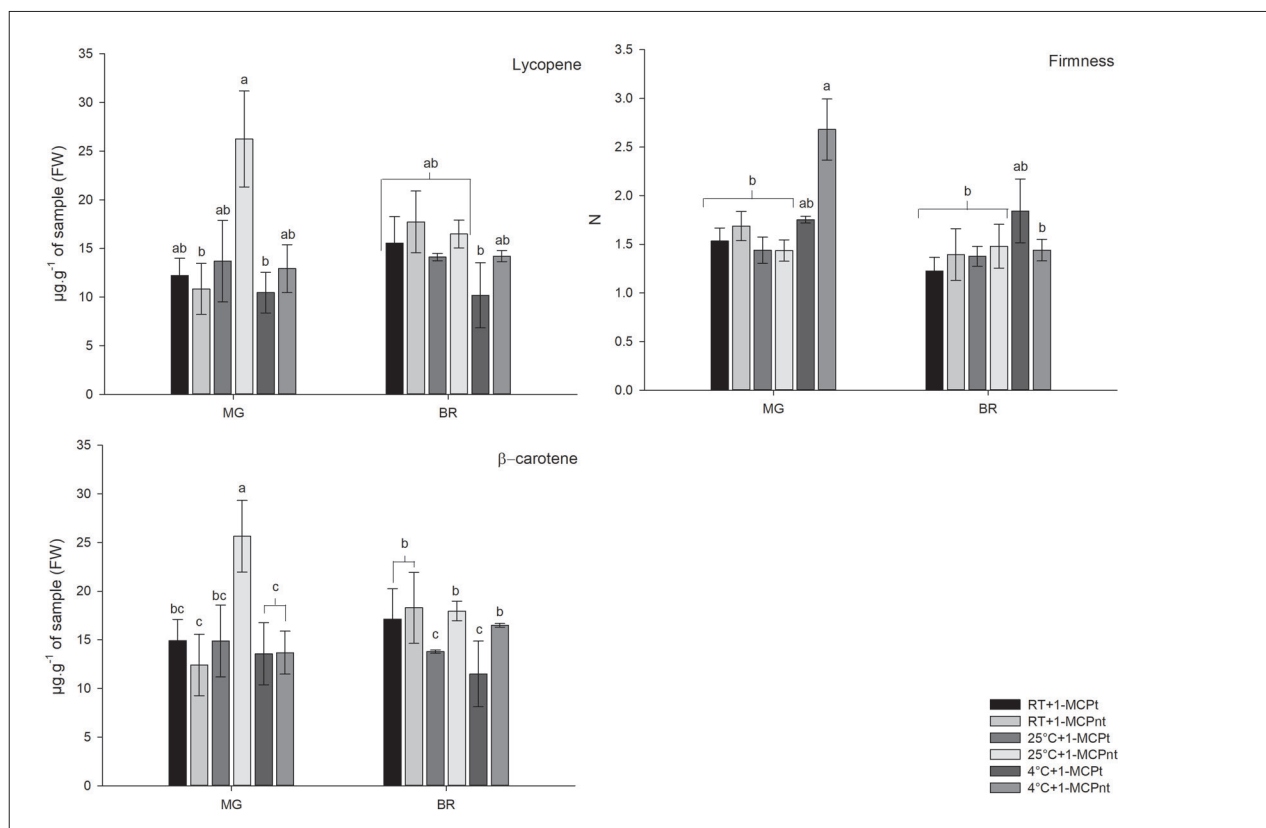 Lycopene
µg.g⁻¹ of sample (FW)
35
30
25
20
15
10
5
0
ab
b
ab
a
b
ab
ab
b
ab
MG
BR
Firmness
N
3.5
3.0
2.5
2.0
1.5
1.0
0.5
0.0
b
ab
a
b
ab
b
MG
BR
β–carotene
µg.g⁻¹ of sample (FW)
35
30
25
20
15
10
5
0
bc
c
bc
a
c
b
c
b
c
b
MG
BR
RT+1-MCPt
RT+1-MCPnt
25°C+1-MCPt
25°C+1-MCPnt
4°C+1-MCPt
4°C+1-MCPnt